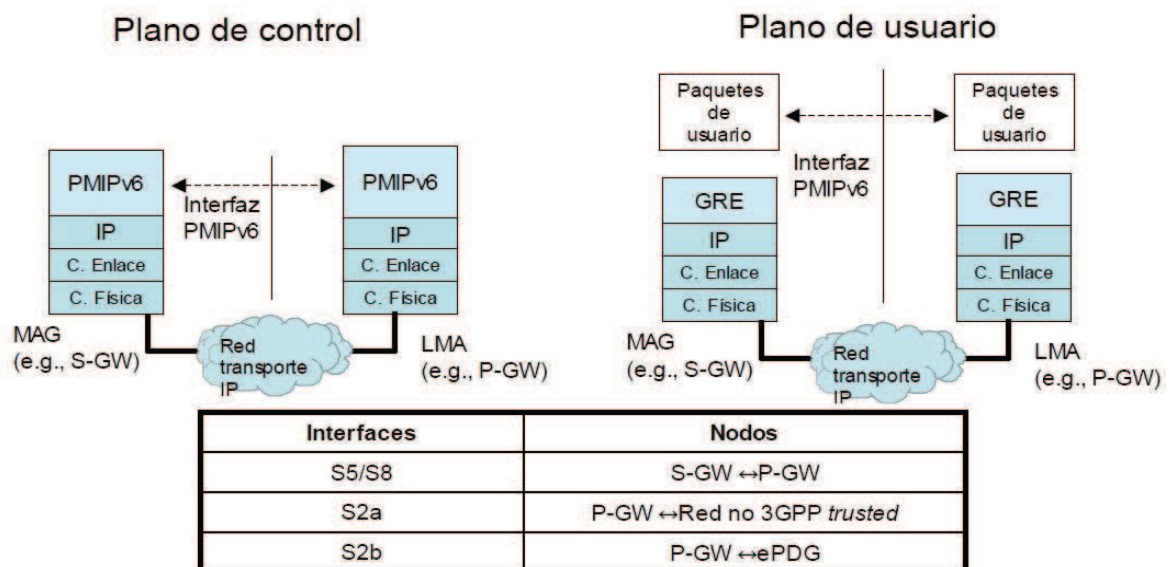 Plano de control
PMIPv6
IP
C. Enlace
C. Física
Interfaz
PMIPv6
PMIPv6
IP
C. Enlace
C. Física
MAG
(e.g., S-GW)
Red
transporte
IP
LMA
(e.g., P-GW)
Plano de usuario
Paquetes
de
usuario
Paquetes
de
usuario
Interfaz
PMIPv6
GRE
IP
C. Enlace
C. Física
GRE
IP
C. Enlace
C. Física
MAG
(e.g., S-GW)
Red
transporte
IP
LMA
(e.g., P-GW)
Interfaces Nodos
S5/S8 S-GW ↔P-GW
S2a P-GW ↔Red no 3GPP trusted
S2b P-GW ↔ePDG